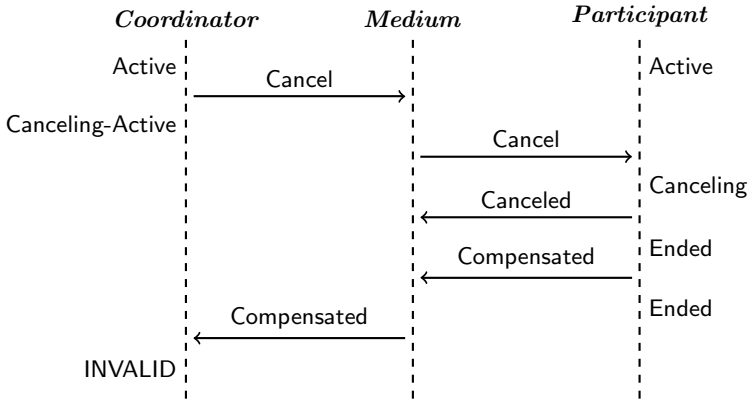 Coordinator Medium Participant
Active Active
Cancel
Canceling-Active
Cancel
Canceling
Canceled
Ended
Compensated
Ended
Compensated
INVALID